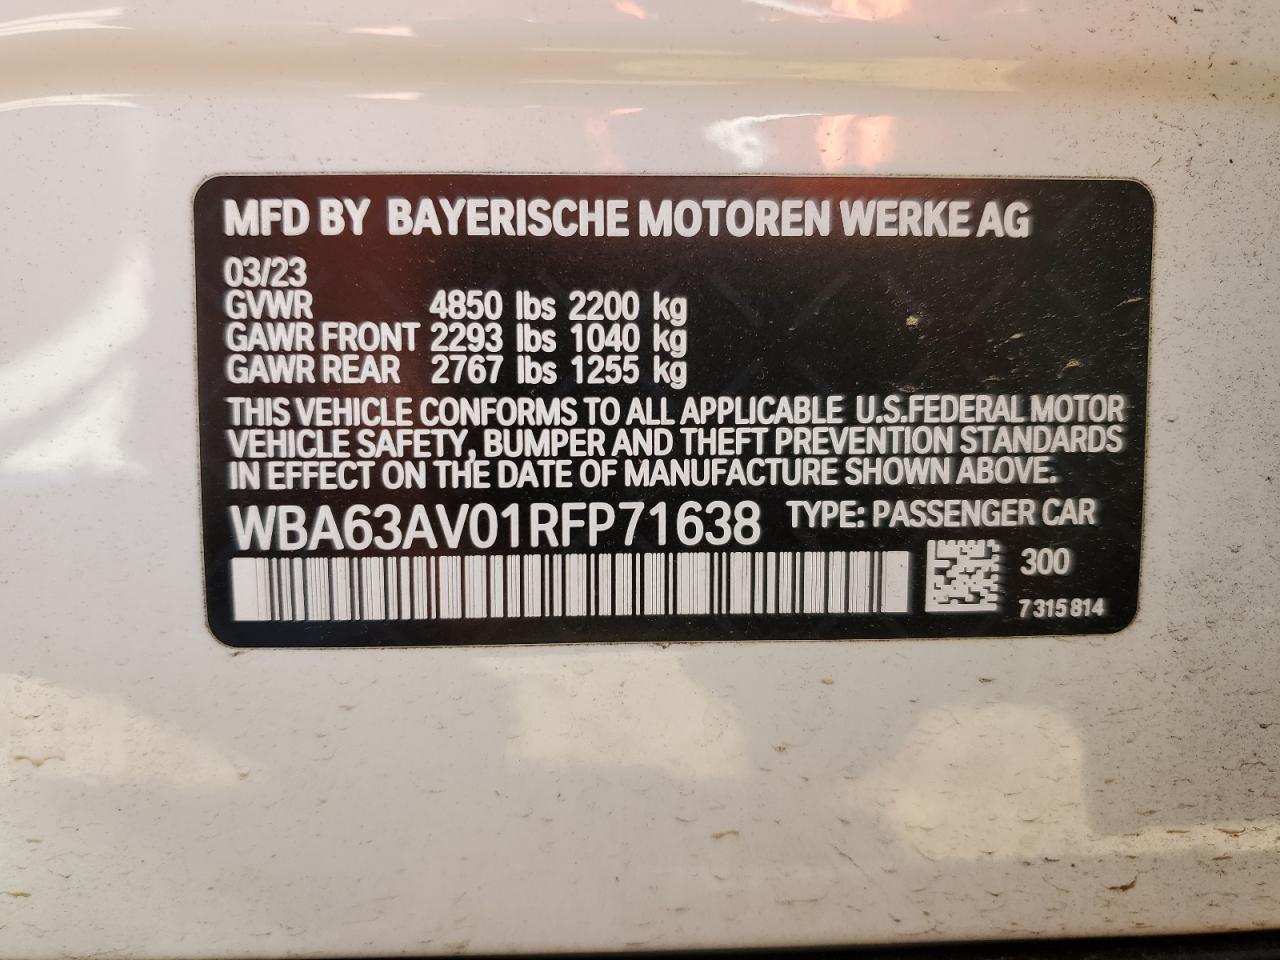 MFD BY BAYERISCHE MOTOREN WERKE AG
03/23
GVWR 4850 lbs 2200 kg
GAWR FRONT 2293 lbs 1040 kg
GAWR REAR 2767 lbs 1255 kg
THIS VEHICLE CONFORMS TO ALL APPLICABLE U.S.FEDERAL MOTOR
VEHICLE SAFETY, BUMPER AND THEFT PREVENTION STANDARDS
IN EFFECT ON THE DATE OF MANUFACTURE SHOWN ABOVE.
WBA63AV01RFP71638 TYPE: PASSENGER CAR
300
7 315 814